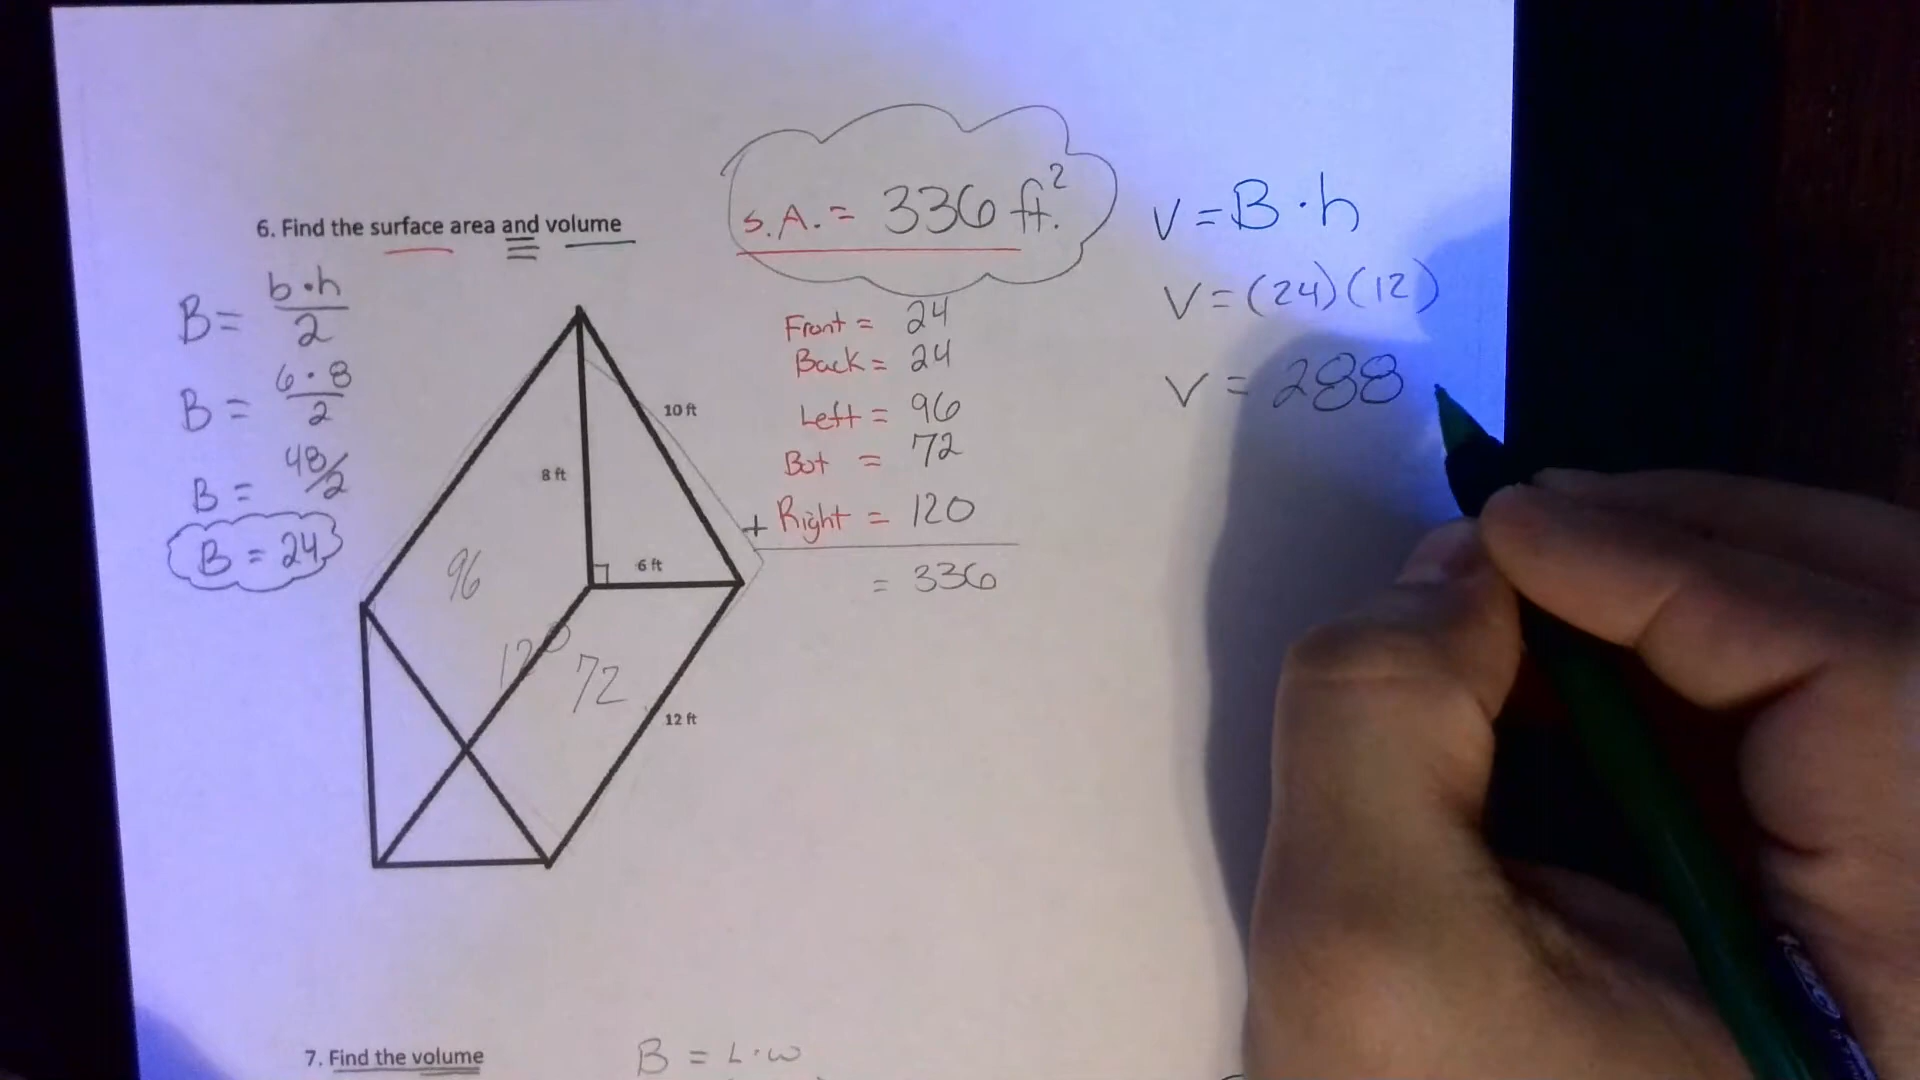 6. Find the surface area and volume
S.A. = 336 ft.²
B = b·h/2
B = 6·8/2
B = 48/2
B = 24
10 ft
8 ft
6 ft
12 ft
96
120
72
Front = 24
Back = 24
Left = 96
Bot = 72
+ Right = 120
= 336
V = B·h
V = (24)(12)
V = 288
7. Find the volume
B = L·w
BIC